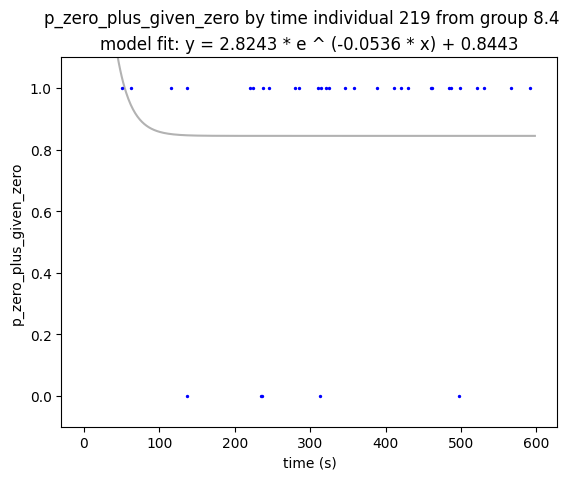 p_zero_plus_given_zero by time individual 219 from group 8.4
model fit: y = 2.8243 * e ^ (-0.0536 * x) + 0.8443
1.0
0.8
0.6
0.4
0.2
0.0
p_zero_plus_given_zero
0 100 200 300 400 500 600
time (s)